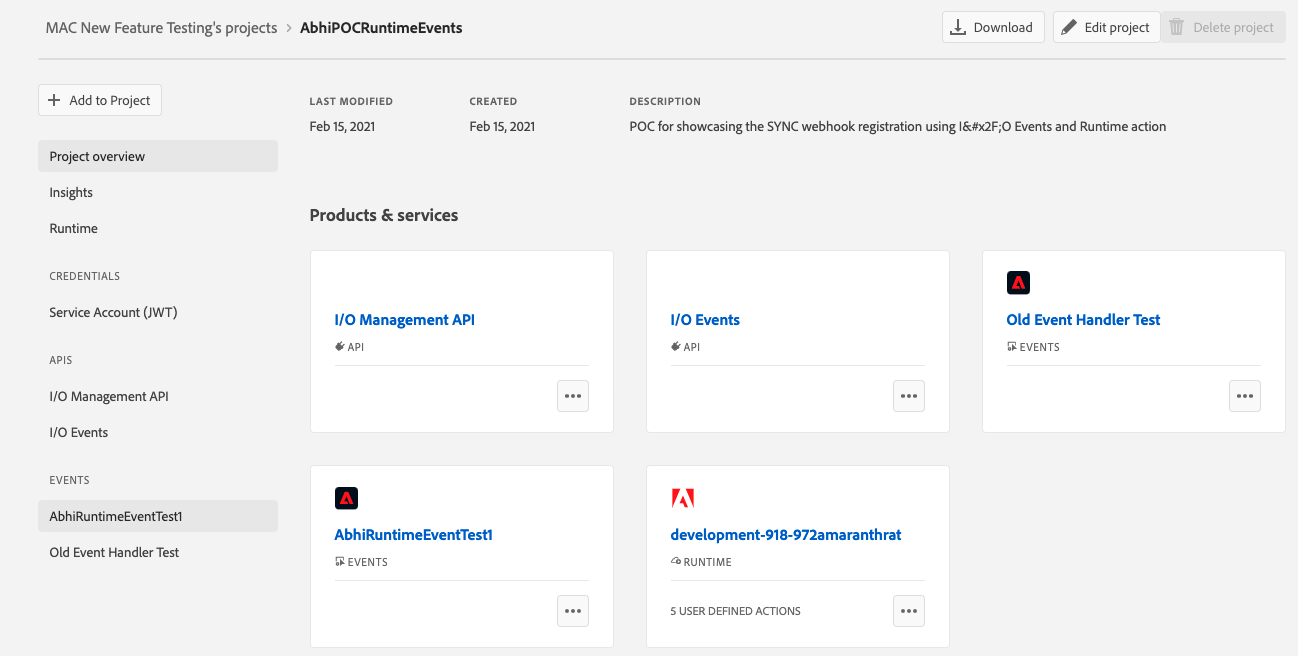 MAC New Feature Testing's projects > AbhiPOCRuntimeEvents
Download
Edit project
Delete project
+ Add to Project
Project overview
Insights
Runtime
CREDENTIALS
Service Account (JWT)
APIS
I/O Management API
I/O Events
EVENTS
AbhiRuntimeEventTest1
Old Event Handler Test
LAST MODIFIED
Feb 15, 2021
CREATED
Feb 15, 2021
DESCRIPTION
POC for showcasing the SYNC webhook registration using I&#x2F;O Events and Runtime action
Products & services
I/O Management API
API
I/O Events
API
Old Event Handler Test
EVENTS
AbhiRuntimeEventTest1
EVENTS
development-918-972amaranthrat
RUNTIME
5 USER DEFINED ACTIONS